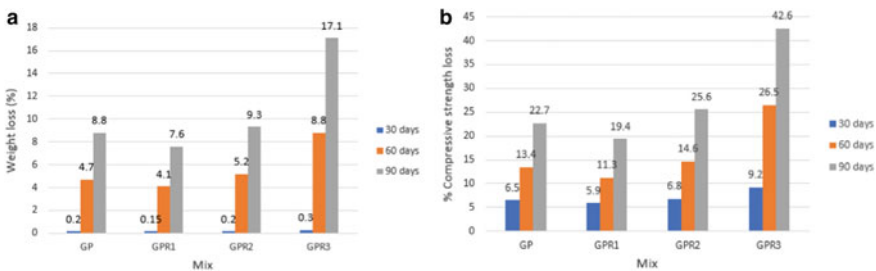 a
18
16
14
12
10
8
6
4
2
0
Weight loss (%)
0.2
4.7
8.8
0.15
4.1
7.6
0.2
5.2
9.3
0.3
8.8
17.1
GP
GPR1
GPR2
GPR3
Mix
30 days
60 days
90 days
b
45
40
35
30
25
20
15
10
5
0
% Compressive strength loss
6.5
13.4
22.7
5.9
11.3
19.4
6.8
14.6
25.6
9.2
26.5
42.6
GP
GPR1
GPR2
GPR3
Mix
30 days
60 days
90 days